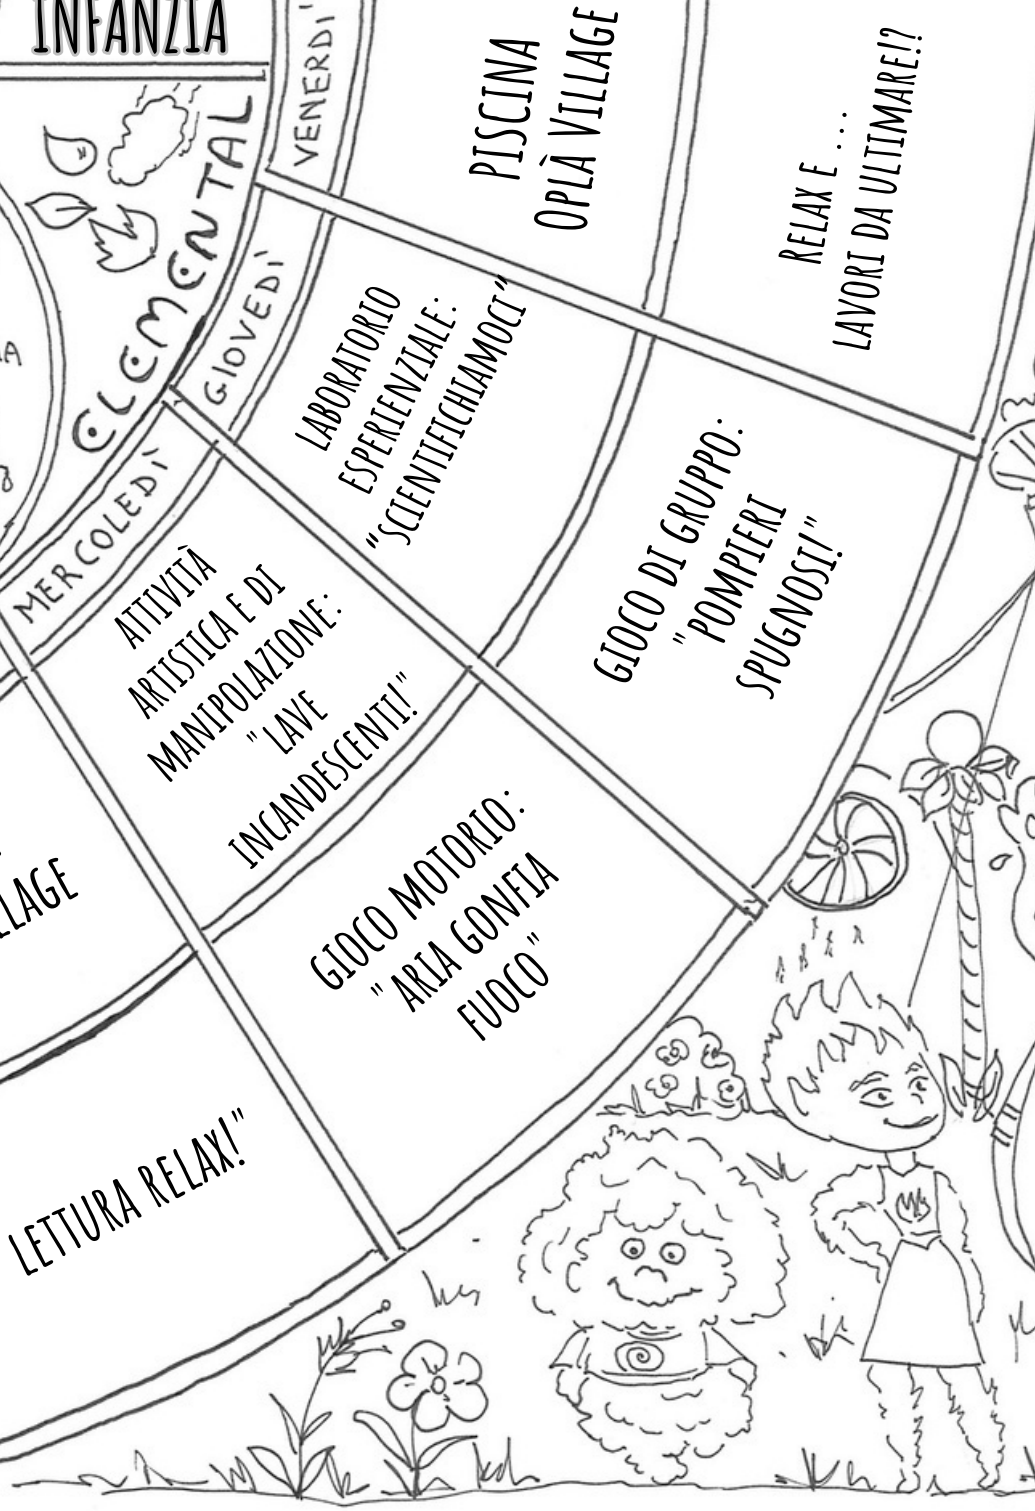 INFANZIA
ELEMENTAL
VENERDÌ
PISCINA
OPLÀ VILLAGE
RELAX E ...
LAVORI DA ULTIMARE!?
GIOVEDÌ
LABORATORIO
ESPERIENZIALE:
"SCIENTIFICHIAMOCI"
GIOCO DI GRUPPO:
"POMPIERI
SPUGNOSI!"
MERCOLEDÌ
ATTIVITÀ
ARTISTICA E DI
MANIPOLAZIONE:
"LAVE
INCANDESCENTI!"
GIOCO MOTORIO:
"ARIA GONFIA
FUOCO"
LLAGE
LETTURA RELAX!"